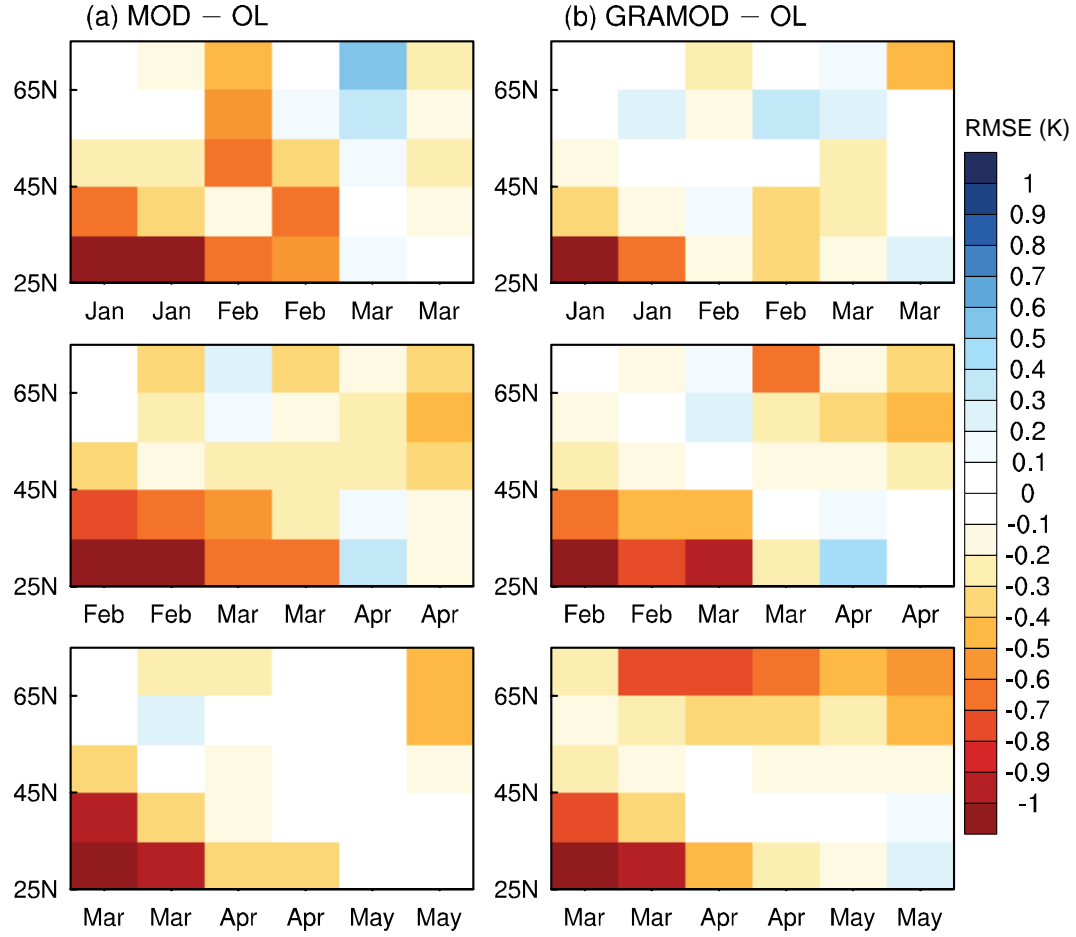 (a) MOD − OL
(b) GRAMOD − OL
65N
45N
25N
Jan Jan Feb Feb Mar Mar
Jan Jan Feb Feb Mar Mar
65N
45N
25N
Feb Feb Mar Mar Apr Apr
Feb Feb Mar Mar Apr Apr
65N
45N
25N
Mar Mar Apr Apr May May
Mar Mar Apr Apr May May
65N
45N
25N
65N
45N
25N
65N
45N
25N
RMSE (K)
1
0.9
0.8
0.7
0.6
0.5
0.4
0.3
0.2
0.1
0
-0.1
-0.2
-0.3
-0.4
-0.5
-0.6
-0.7
-0.8
-0.9
-1